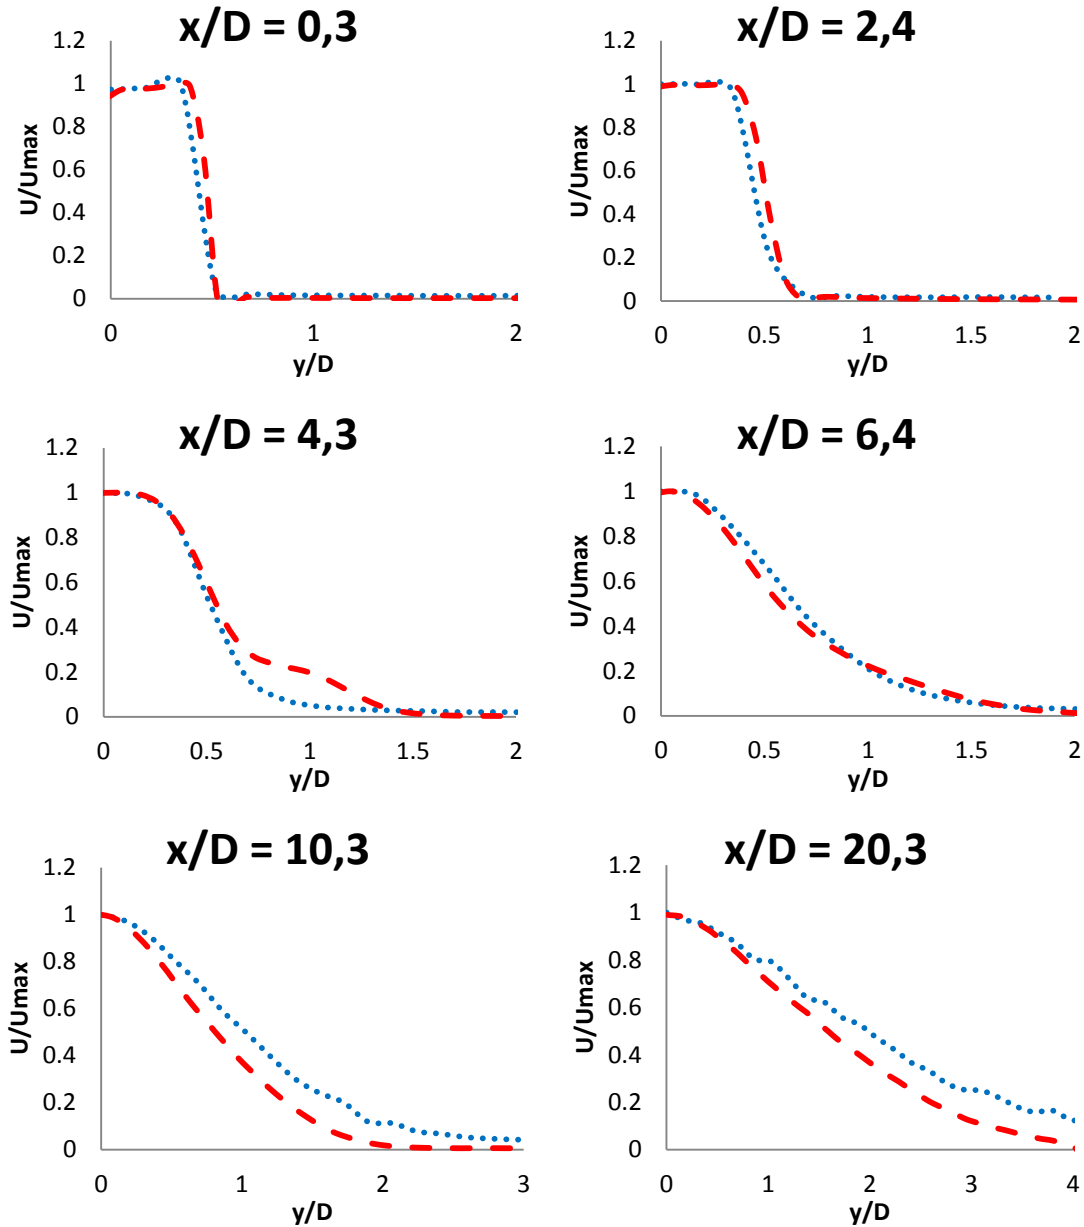 x/D = 0,3
1.2
1
0.8
0.6
0.4
0.2
0
U/Umax
0 1 2
y/D
x/D = 2,4
1.2
1
0.8
0.6
0.4
0.2
0
U/Umax
0 0.5 1 1.5 2
y/D
x/D = 4,3
1.2
1
0.8
0.6
0.4
0.2
0
U/Umax
0 0.5 1 1.5 2
y/D
x/D = 6,4
1.2
1
0.8
0.6
0.4
0.2
0
U/Umax
0 0.5 1 1.5 2
y/D
x/D = 10,3
1.2
1
0.8
0.6
0.4
0.2
0
U/Umax
0 1 2 3
y/D
x/D = 20,3
1.2
1
0.8
0.6
0.4
0.2
0
U/Umax
0 1 2 3 4
y/D